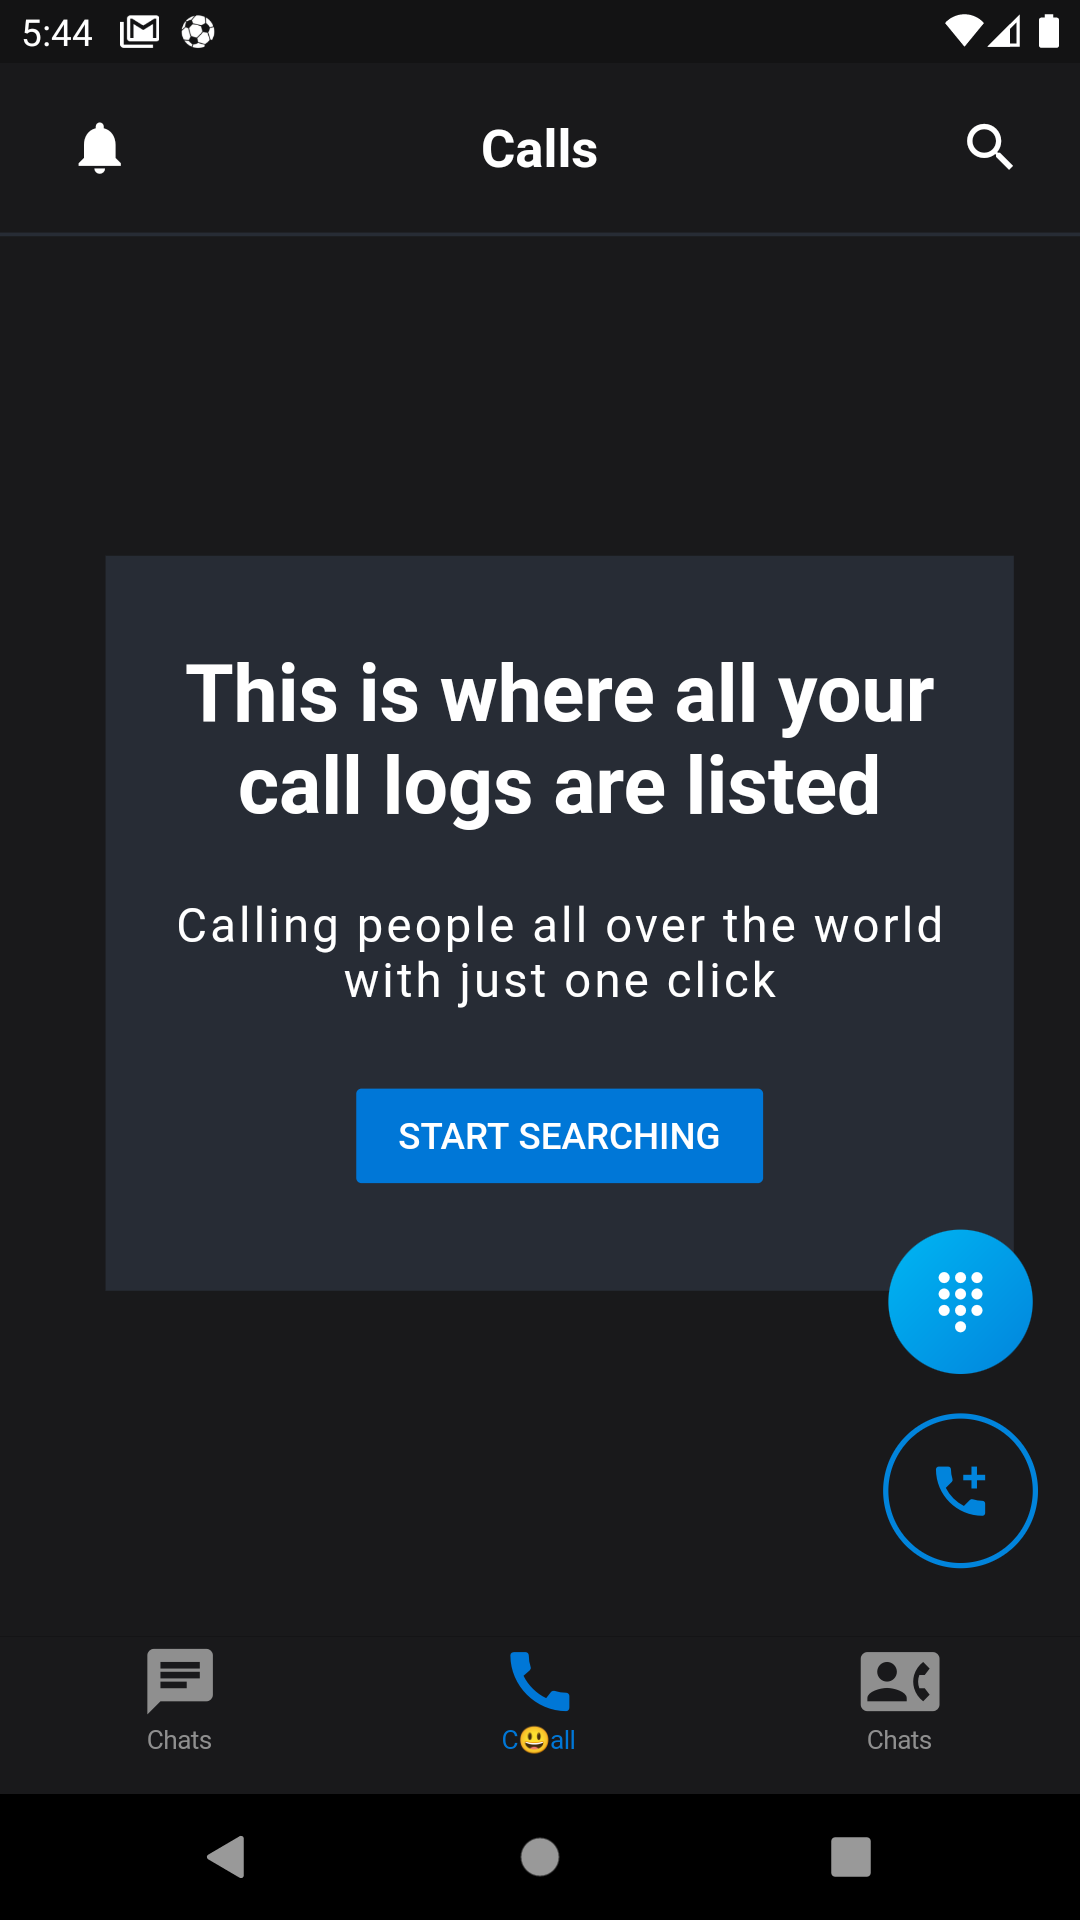 5:44
Calls
This is where all your
call logs are listed
Calling people all over the world
with just one click
START SEARCHING
Chats
C😃all
Chats